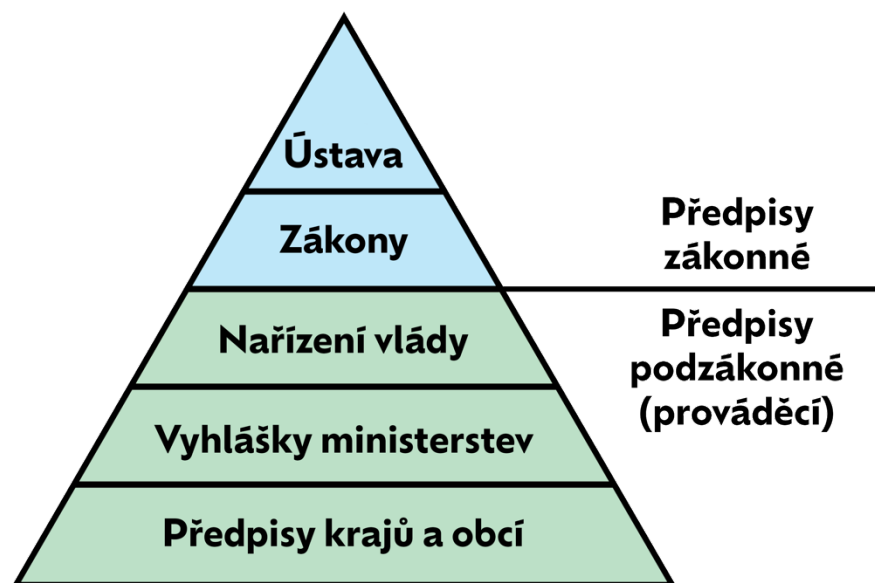 Ústava
Zákony
Předpisy
zákonné
Nařízení vlády
Předpisy
podzákonné
(prováděcí)
Vyhlášky ministerstev
Předpisy krajů a obcí